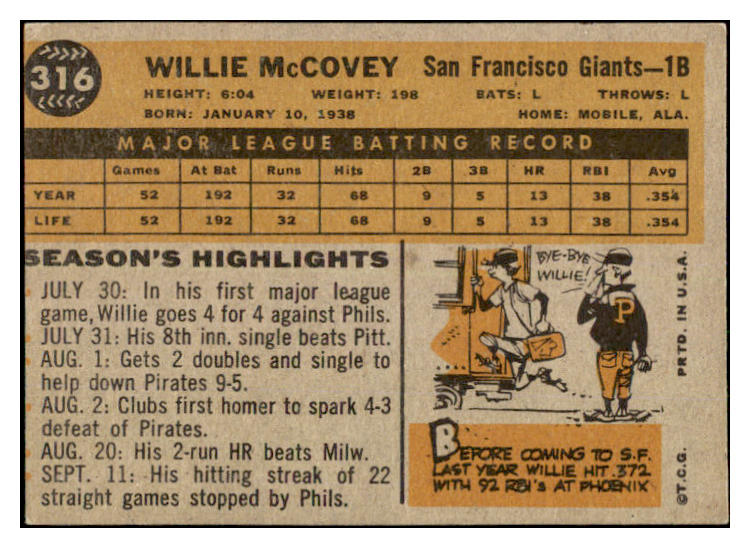 316
WILLIE McCOVEY San Francisco Giants—1B
HEIGHT: 6:04 WEIGHT: 198 BATS: L THROWS: L
BORN: JANUARY 10, 1938 HOME: MOBILE, ALA.
MAJOR LEAGUE BATTING RECORD
Games At Bat Runs Hits 2B 3B HR RBI Avg
YEAR 52 192 32 68 9 5 13 38 .354
LIFE 52 192 32 68 9 5 13 38 .354
SEASON'S HIGHLIGHTS
JULY 30: In his first major league
game, Willie goes 4 for 4 against Phils.
JULY 31: His 8th inn. single beats Pitt.
AUG. 1: Gets 2 doubles and single to
help down Pirates 9-5.
AUG. 2: Clubs first homer to spark 4-3
defeat of Pirates.
AUG. 20: His 2-run HR beats Milw.
SEPT. 11: His hitting streak of 22
straight games stopped by Phils.
BYE-BYE
WILLIE!
P
BEFORE COMING TO S.F.
LAST YEAR WILLIE HIT .372
WITH 92 RBI's AT PHOENIX
PRTD. IN U.S.A.
©T.C.G.